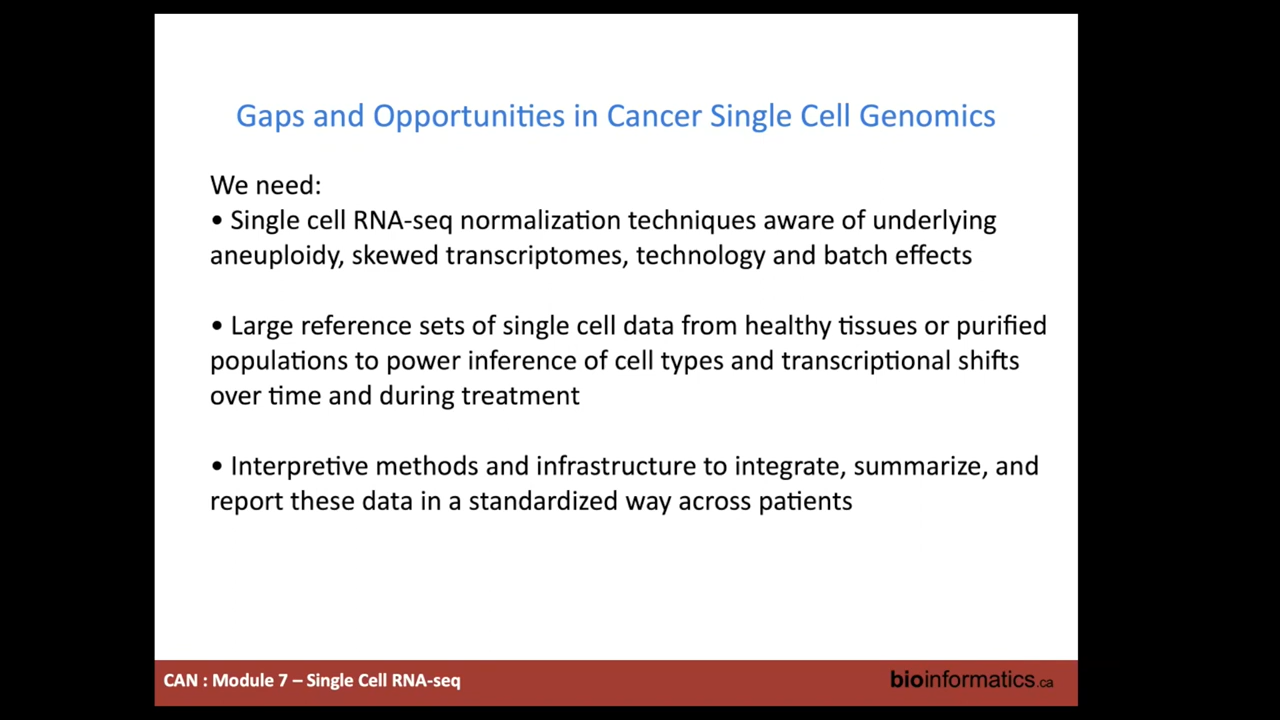 Gaps and Opportunities in Cancer Single Cell Genomics
We need:
• Single cell RNA-seq normalization techniques aware of underlying
aneuploidy, skewed transcriptomes, technology and batch effects
• Large reference sets of single cell data from healthy tissues or purified
populations to power inference of cell types and transcriptional shifts
over time and during treatment
• Interpretive methods and infrastructure to integrate, summarize, and
report these data in a standardized way across patients
CAN : Module 7 – Single Cell RNA-seq
bioinformatics.ca